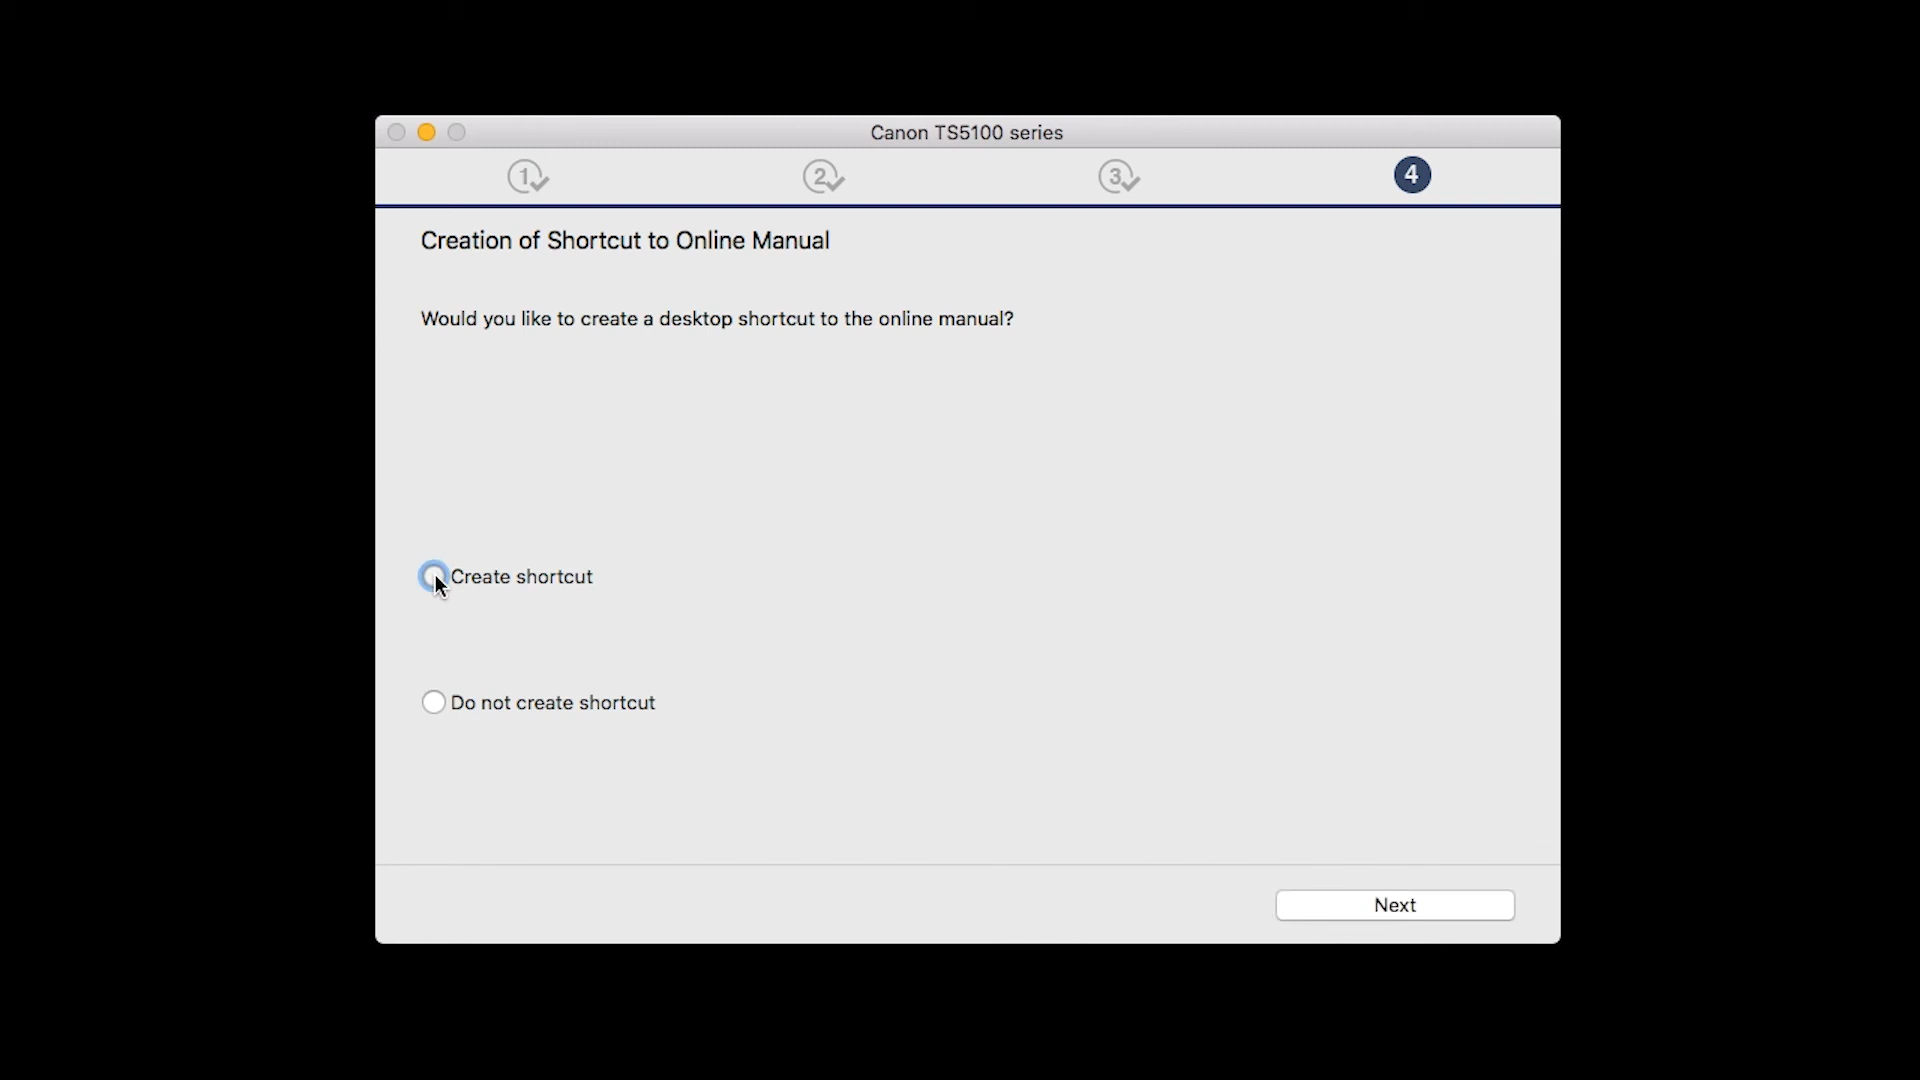 Canon TS5100 series
1 2 3 4
Creation of Shortcut to Online Manual
Would you like to create a desktop shortcut to the online manual?
Create shortcut
Do not create shortcut
Next